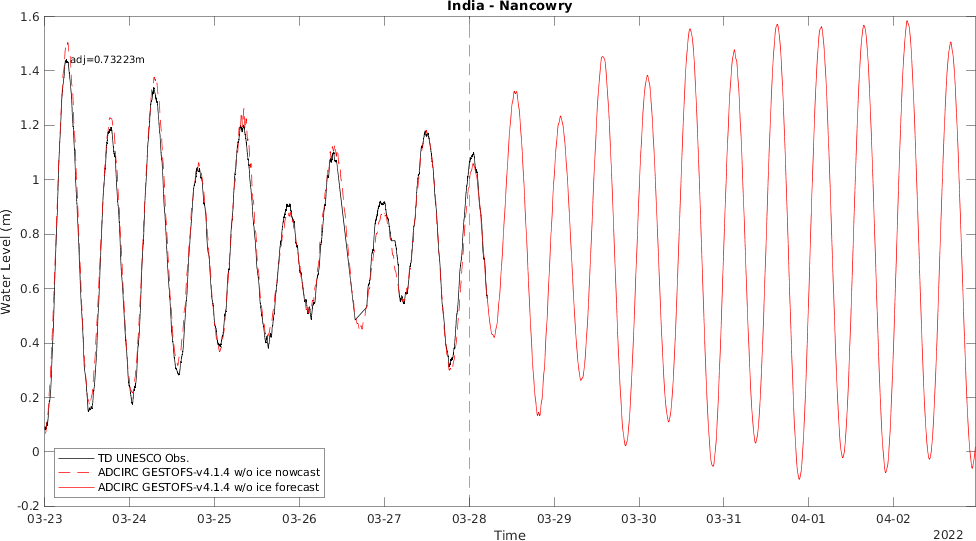 India - Nancowry
1.6
1.4
1.2
1
0.8
0.6
0.4
0.2
0
-0.2
Water Level (m)
adj=0.73223m
TD UNESCO Obs.
ADCIRC GESTOFS-v4.1.4 w/o ice nowcast
ADCIRC GESTOFS-v4.1.4 w/o ice forecast
03-23 03-24 03-25 03-26 03-27 03-28 03-29 03-30 03-31 04-01 04-02
Time
2022